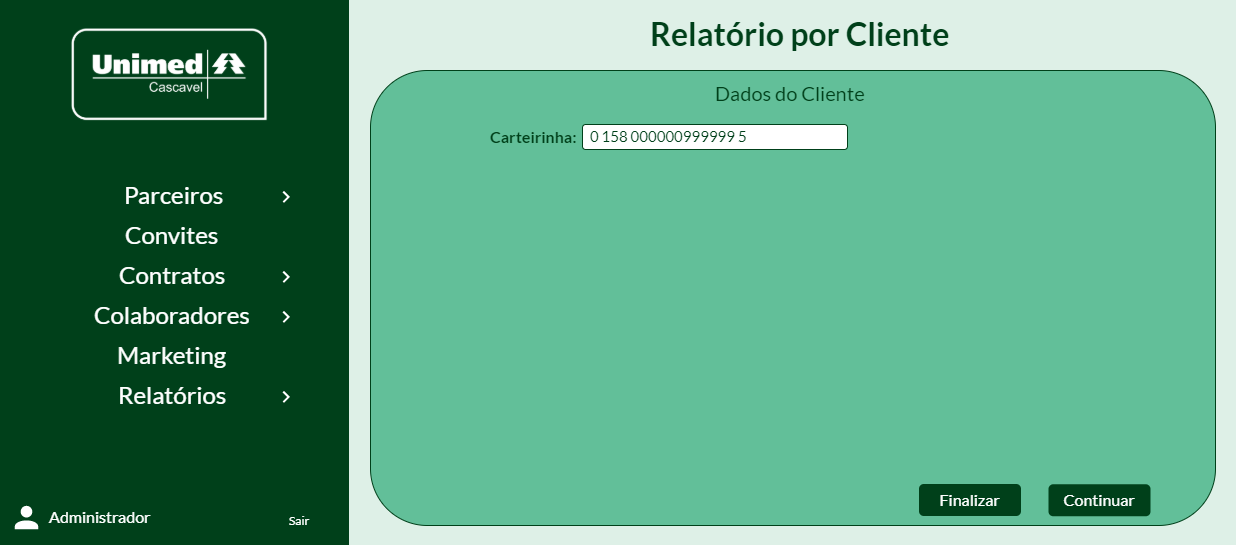 Unimed
Cascavel
Parceiros
Convites
Contratos
Colaboradores
Marketing
Relatórios
Administrador
Sair
Relatório por Cliente
Dados do Cliente
Carteirinha: 0 158 000000999999 5
Finalizar Continuar